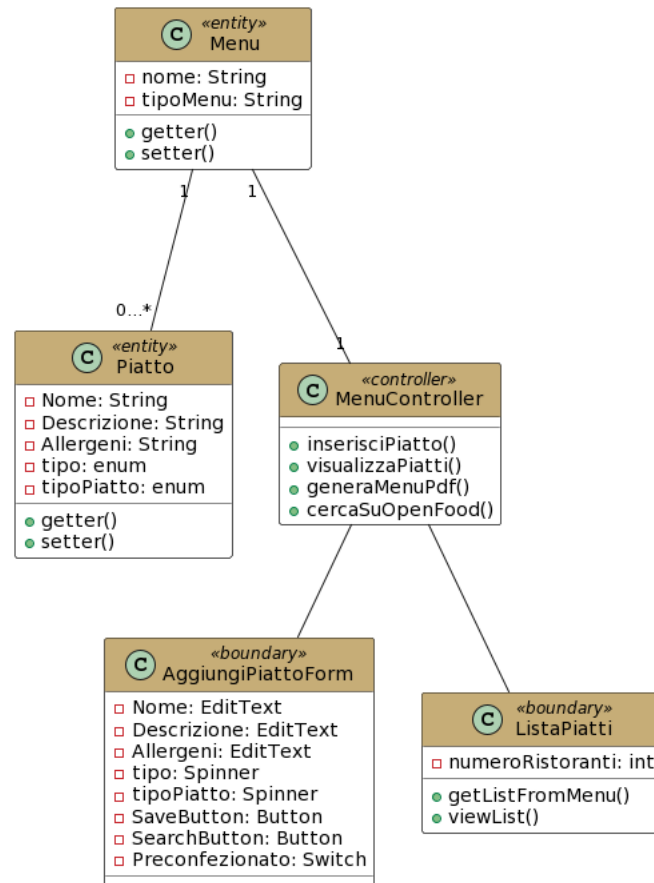 C
«entity»
Menu
nome: String
tipoMenu: String
getter()
setter()
1
1
0...*
1
C
«entity»
Piatto
Nome: String
Descrizione: String
Allergeni: String
tipo: enum
tipoPiatto: enum
getter()
setter()
C
«controller»
MenuController
inserisciPiatto()
visualizzaPiatti()
generaMenuPdf()
cercaSuOpenFood()
C
«boundary»
AggiungiPiattoForm
Nome: EditText
Descrizione: EditText
Allergeni: EditText
tipo: Spinner
tipoPiatto: Spinner
SaveButton: Button
SearchButton: Button
Preconfezionato: Switch
C
«boundary»
ListaPiatti
numeroRistoranti: int
getListFromMenu()
viewList()